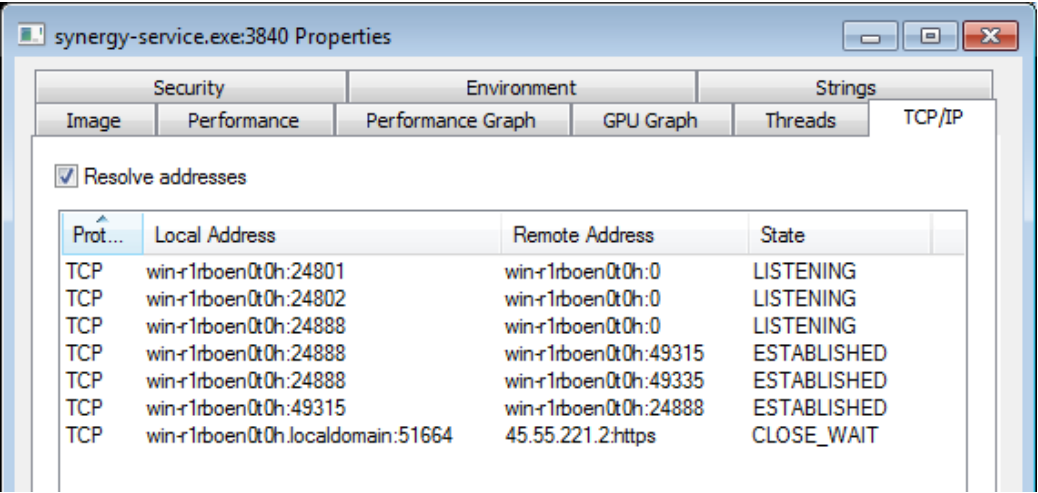 synergy-service.exe:3840 Properties
Security Environment Strings
Image Performance Performance Graph GPU Graph Threads TCP/IP
Resolve addresses
Prot... Local Address Remote Address State
TCP win-r1rboen0t0h:24801 win-r1rboen0t0h:0 LISTENING
TCP win-r1rboen0t0h:24802 win-r1rboen0t0h:0 LISTENING
TCP win-r1rboen0t0h:24888 win-r1rboen0t0h:0 LISTENING
TCP win-r1rboen0t0h:24888 win-r1rboen0t0h:49315 ESTABLISHED
TCP win-r1rboen0t0h:24888 win-r1rboen0t0h:49335 ESTABLISHED
TCP win-r1rboen0t0h:49315 win-r1rboen0t0h:24888 ESTABLISHED
TCP win-r1rboen0t0h.localdomain:51664 45.55.221.2:https CLOSE_WAIT